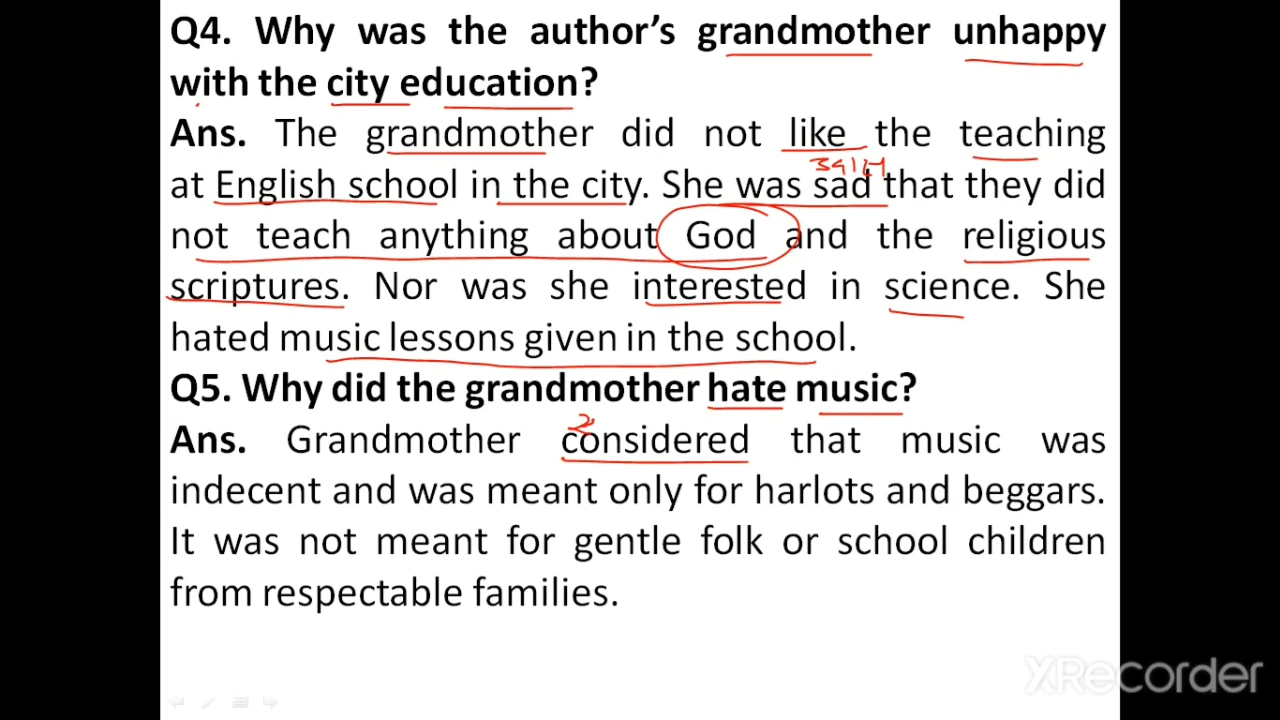 Q4. Why was the author's grandmother unhappy
with the city education?
Ans. The grandmother did not like the teaching
at English school in the city. She was sad that they did
not teach anything about God and the religious
scriptures. Nor was she interested in science. She
hated music lessons given in the school.
Q5. Why did the grandmother hate music?
Ans. Grandmother considered that music was
indecent and was meant only for harlots and beggars.
It was not meant for gentle folk or school children
from respectable families.
XRecorder